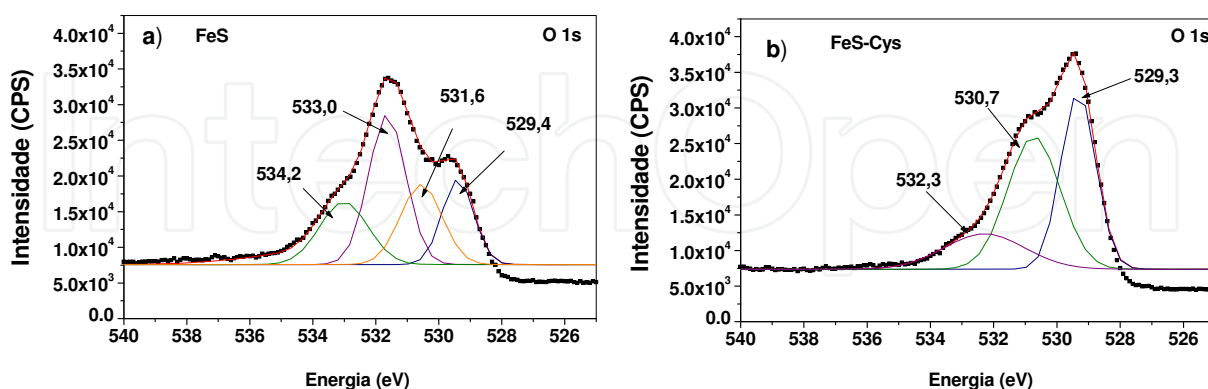 a) FeS O 1s
Intensidade (CPS)
4.0x10⁴
3.5x10⁴
3.0x10⁴
2.5x10⁴
2.0x10⁴
1.5x10⁴
1.0x10⁴
5.0x10³
0.0
533,0
531,6
529,4
534,2
540 538 536 534 532 530 528 526
Energia (eV)
b) FeS-Cys O 1s
Intensidade (CPS)
4.0x10⁴
3.5x10⁴
3.0x10⁴
2.5x10⁴
2.0x10⁴
1.5x10⁴
1.0x10⁴
5.0x10³
0.0
529,3
530,7
532,3
540 538 536 534 532 530 528 526
Energia (eV)
IntechOpen